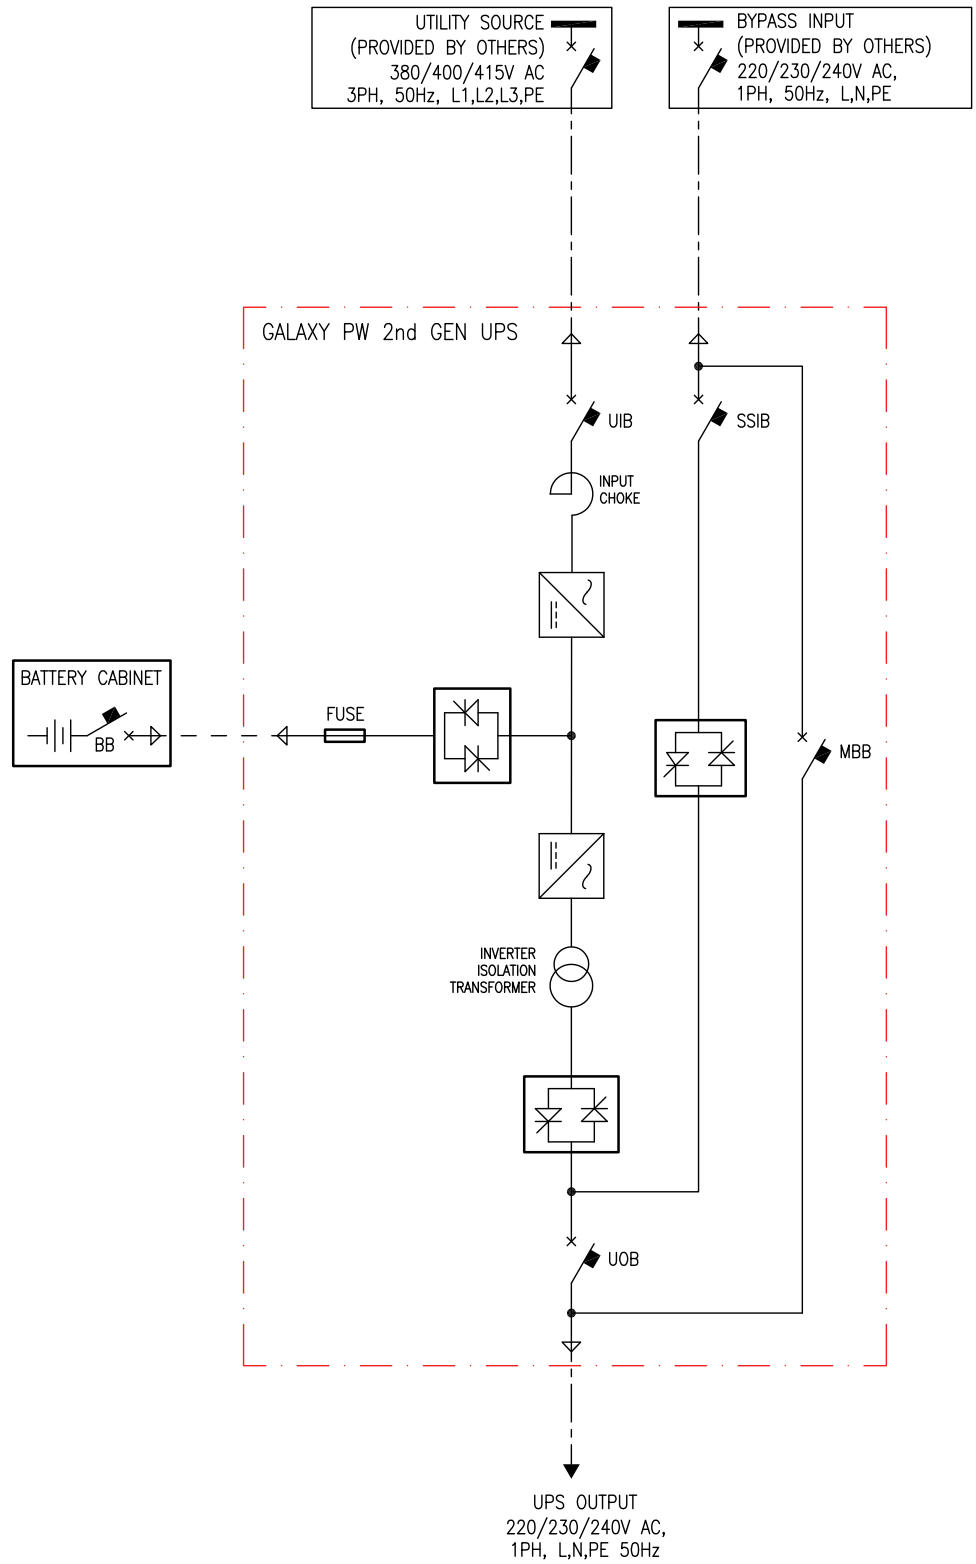 UTILITY SOURCE
(PROVIDED BY OTHERS)
380/400/415V AC
3PH, 50Hz, L1,L2,L3,PE
BYPASS INPUT
(PROVIDED BY OTHERS)
220/230/240V AC,
1PH, 50Hz, L,N,PE
GALAXY PW 2nd GEN UPS
UIB
SSIB
INPUT
CHOKE
BATTERY CABINET
BB
FUSE
MBB
INVERTER
ISOLATION
TRANSFORMER
UOB
UPS OUTPUT
220/230/240V AC,
1PH, L,N,PE 50Hz